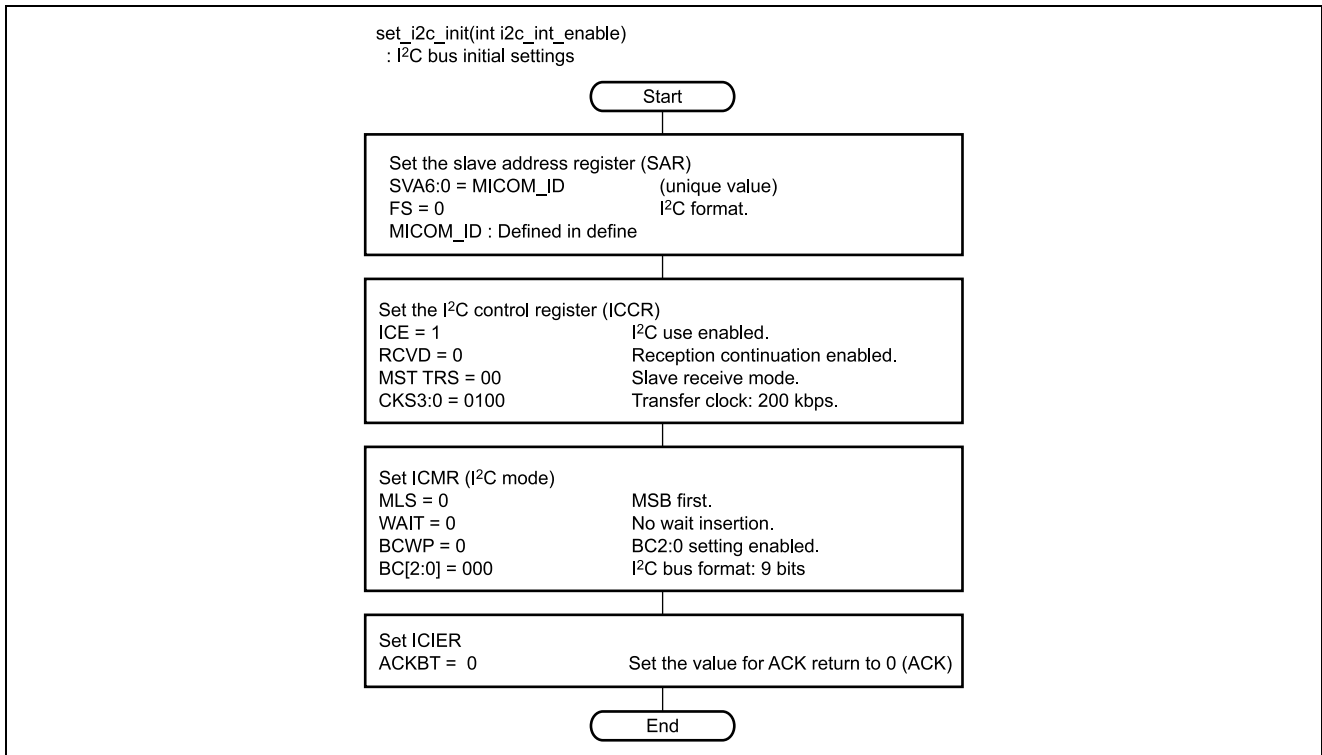 set_i2c_init(int i2c_int_enable)
: I²C bus initial settings
Start
Set the slave address register (SAR)
SVA6:0 = MICOM_ID (unique value)
FS = 0 I²C format.
MICOM_ID : Defined in define
Set the I²C control register (ICCR)
ICE = 1 I²C use enabled.
RCVD = 0 Reception continuation enabled.
MST TRS = 00 Slave receive mode.
CKS3:0 = 0100 Transfer clock: 200 kbps.
Set ICMR (I²C mode)
MLS = 0 MSB first.
WAIT = 0 No wait insertion.
BCWP = 0 BC2:0 setting enabled.
BC[2:0] = 000 I²C bus format: 9 bits
Set ICIER
ACKBT = 0 Set the value for ACK return to 0 (ACK)
End